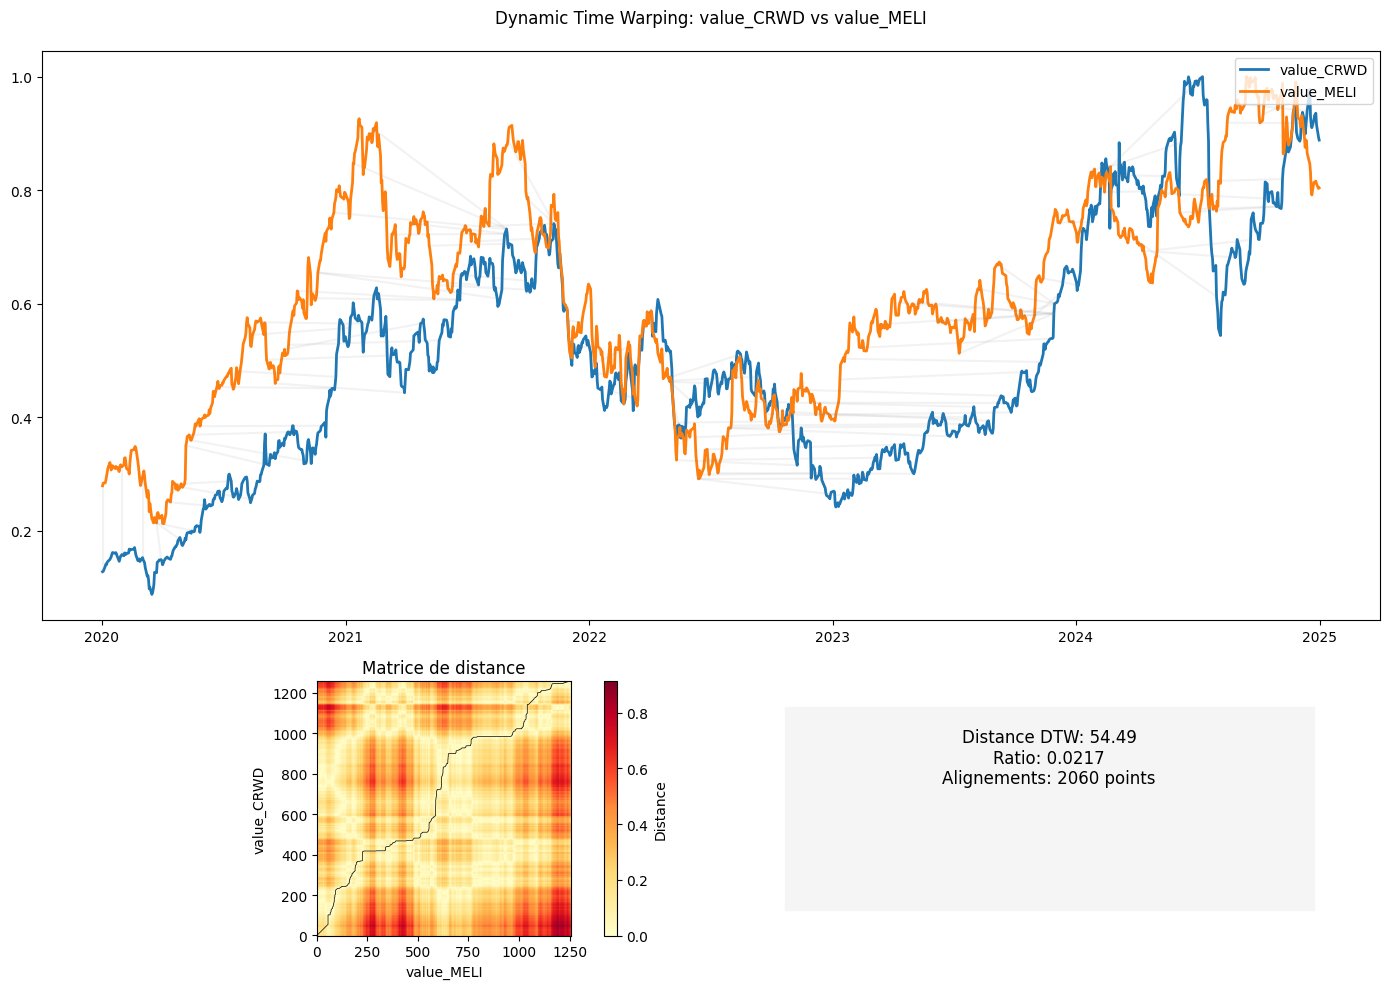 Dynamic Time Warping: value_CRWD vs value_MELI
value_CRWD
value_MELI
1.0
0.8
0.6
0.4
0.2
2020 2021 2022 2023 2024 2025
Matrice de distance
value_CRWD
1200
1000
800
600
400
200
0
0 250 500 750 1000 1250
value_MELI
0.8
0.6
0.4
0.2
0.0
Distance
Distance DTW: 54.49
Ratio: 0.0217
Alignements: 2060 points